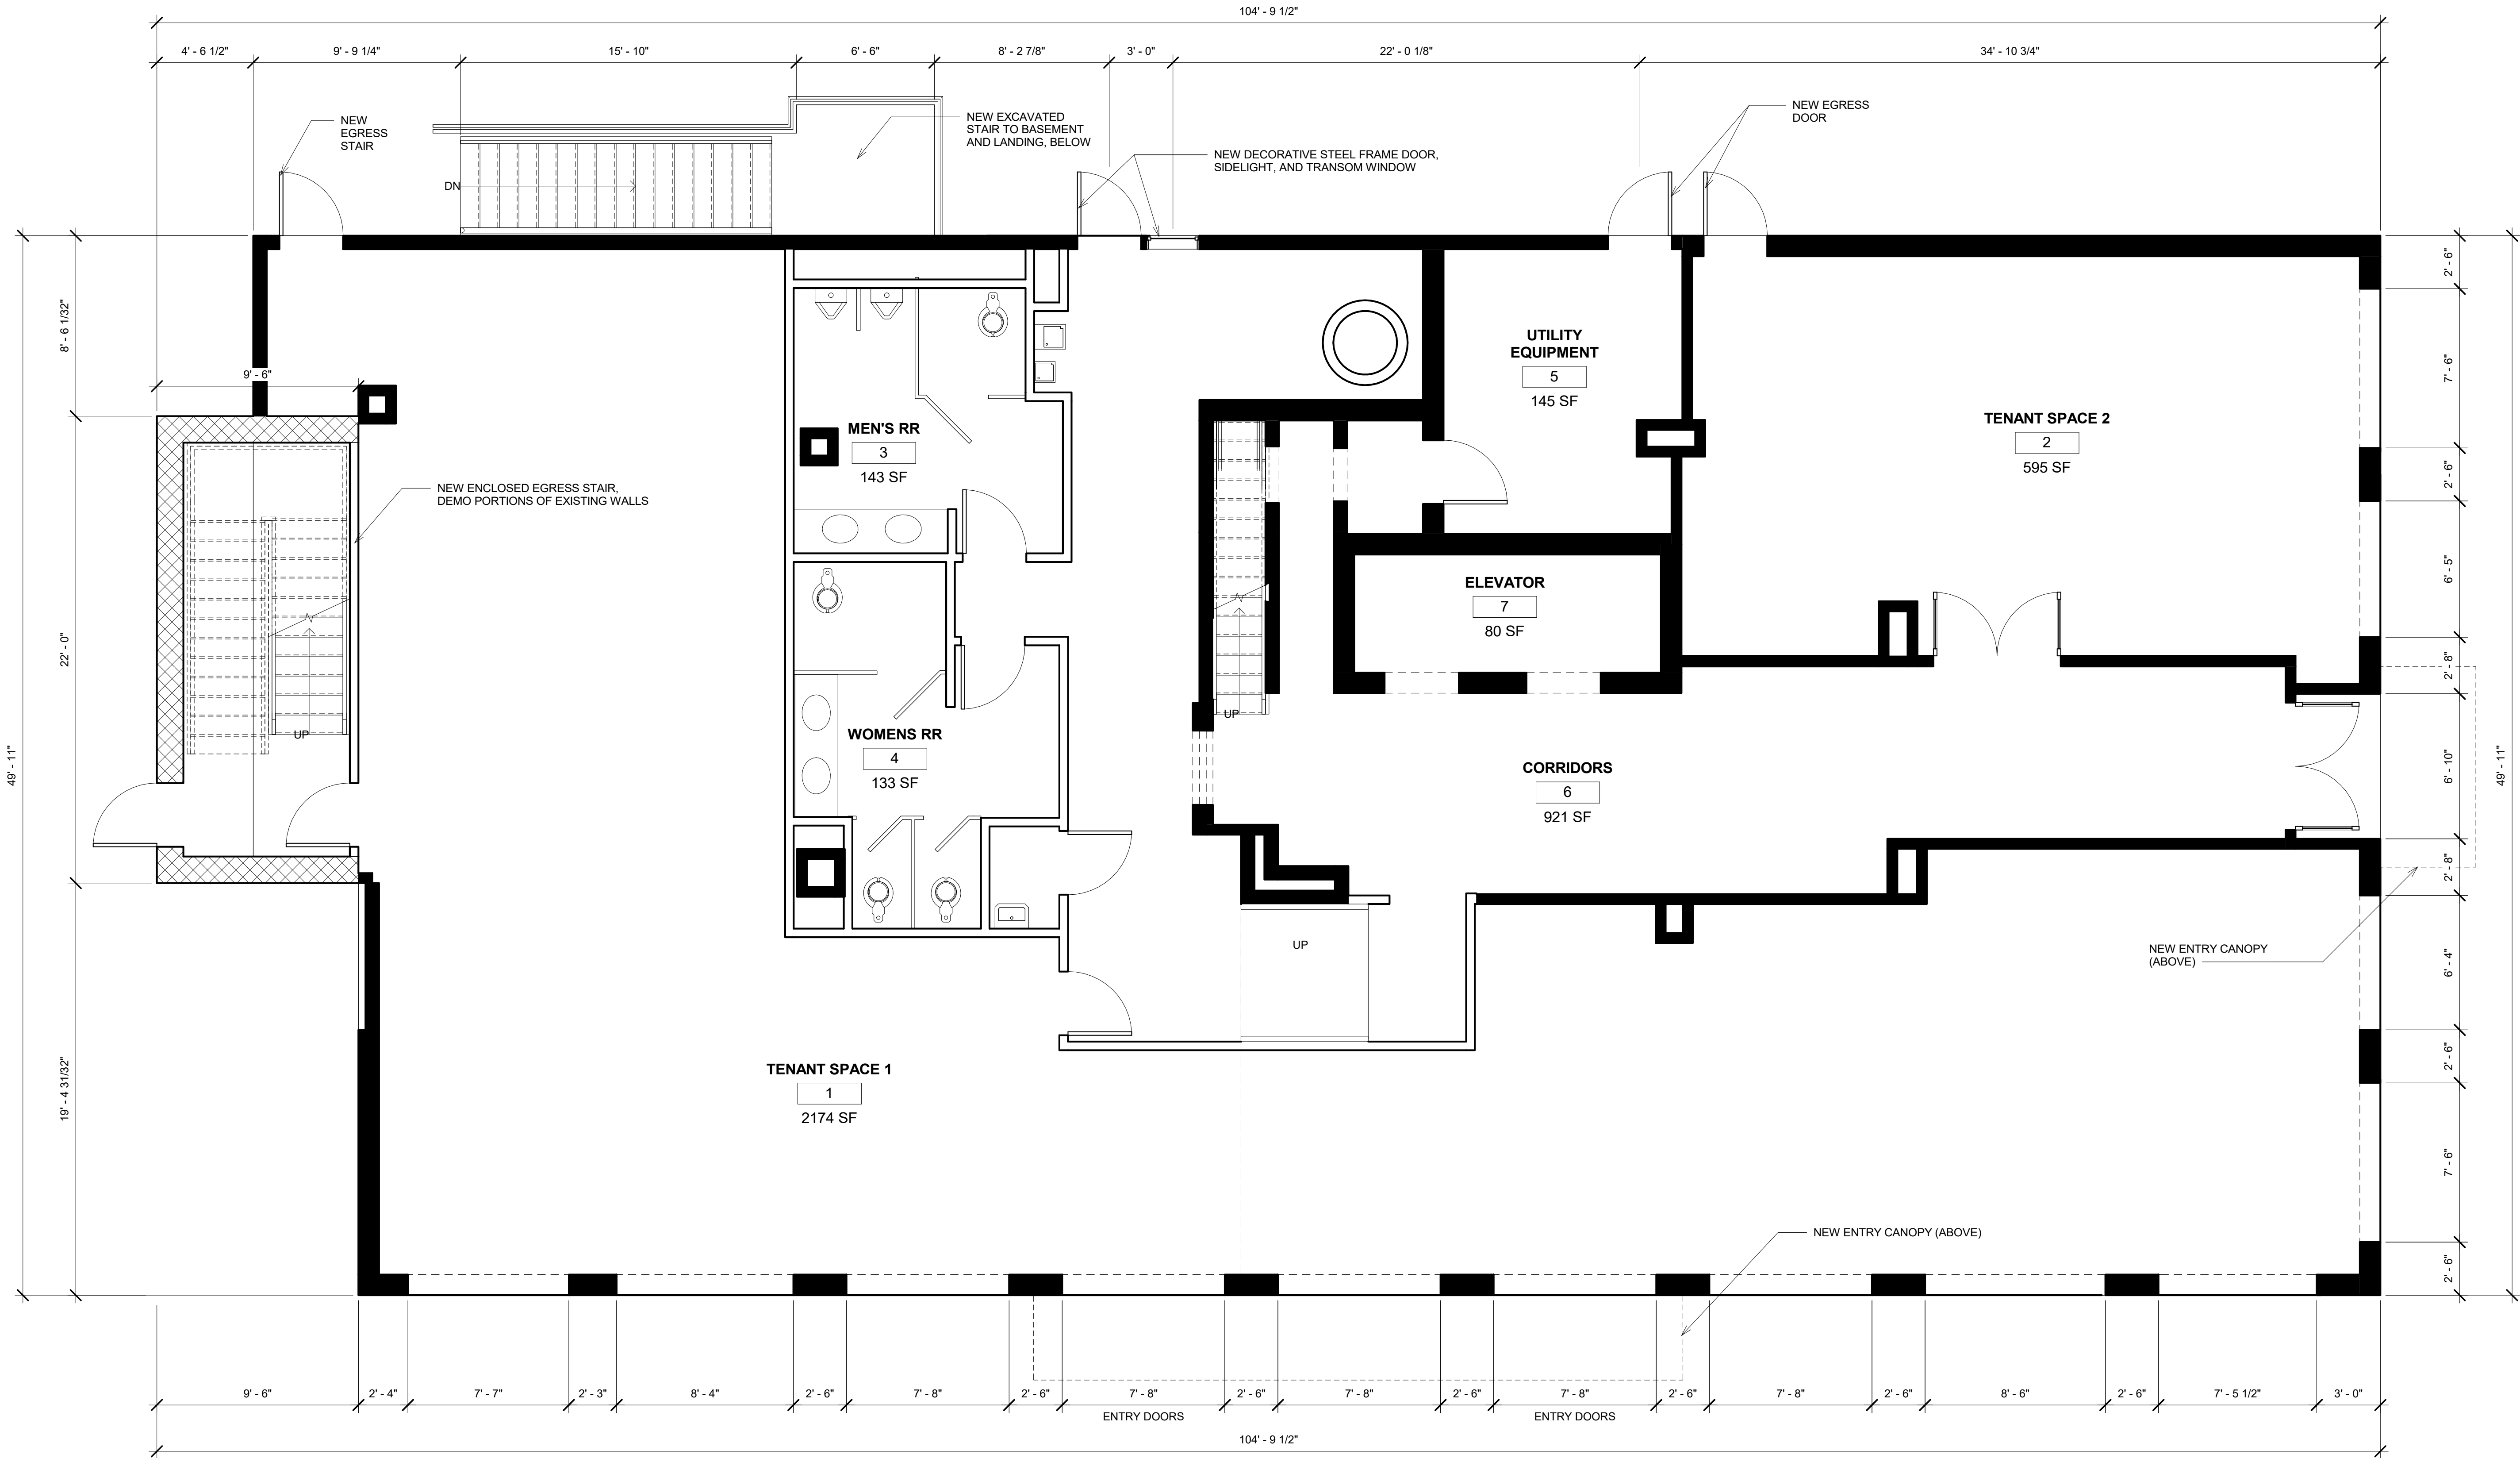 104' - 9 1/2"
4' - 6 1/2"
9' - 9 1/4"
15' - 10"
6' - 6"
8' - 2 7/8"
3' - 0"
22' - 0 1/8"
34' - 10 3/4"
NEW
EGRESS
STAIR
NEW EXCAVATED
STAIR TO BASEMENT
AND LANDING, BELOW
NEW EGRESS
DOOR
NEW DECORATIVE STEEL FRAME DOOR,
SIDELIGHT, AND TRANSOM WINDOW
DN
8' - 6 1/32"
9' - 6"
22' - 0"
49' - 11"
19' - 4 31/32"
NEW ENCLOSED EGRESS STAIR,
DEMO PORTIONS OF EXISTING WALLS
UP
MEN'S RR
3
143 SF
WOMENS RR
4
133 SF
UTILITY
EQUIPMENT
5
145 SF
TENANT SPACE 2
2
595 SF
ELEVATOR
7
80 SF
UP
CORRIDORS
6
921 SF
UP
TENANT SPACE 1
1
2174 SF
NEW ENTRY CANOPY
(ABOVE)
NEW ENTRY CANOPY (ABOVE)
2' - 6"
7' - 6"
2' - 6"
6' - 5"
2' - 8"
6' - 10"
2' - 8"
6' - 4"
2' - 6"
7' - 6"
2' - 6"
49' - 11"
9' - 6"
2' - 4"
7' - 7"
2' - 3"
8' - 4"
2' - 6"
7' - 8"
2' - 6"
7' - 8"
2' - 6"
7' - 8"
2' - 6"
7' - 8"
2' - 6"
7' - 8"
2' - 6"
8' - 6"
2' - 6"
7' - 5 1/2"
3' - 0"
ENTRY DOORS
ENTRY DOORS
104' - 9 1/2"